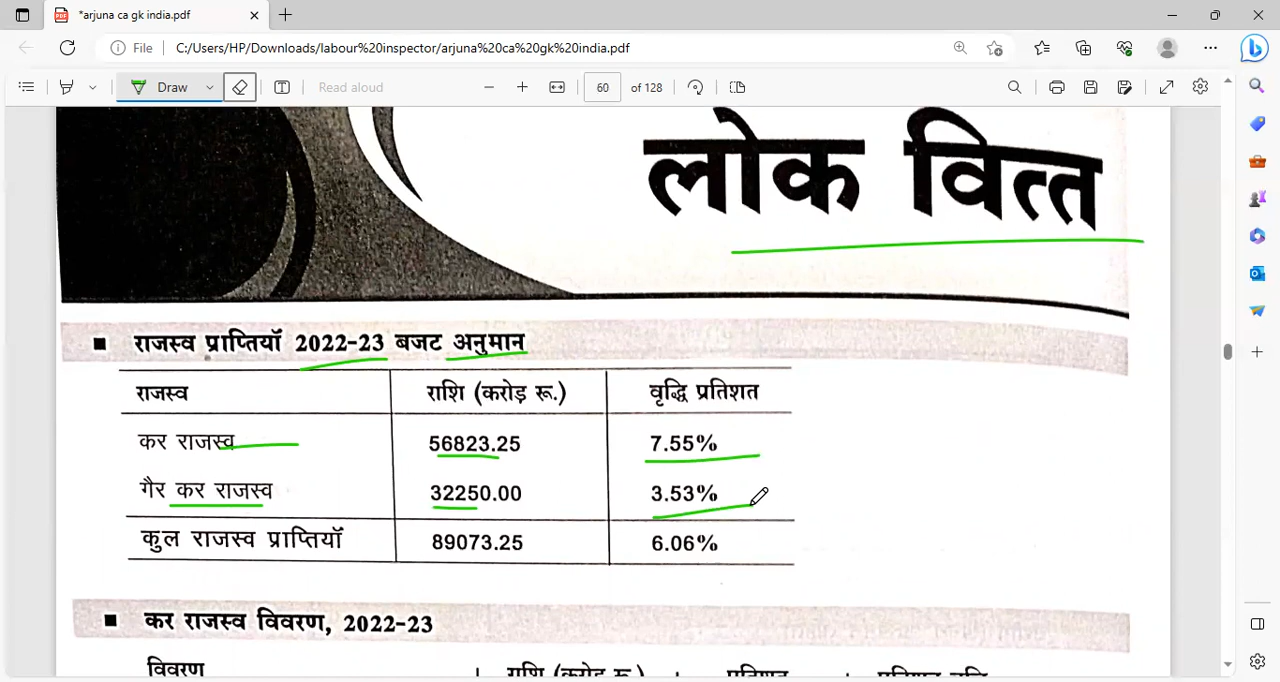 *arjuna ca gk india.pdf
File C:/Users/HP/Downloads/labour%20inspector/arjuna%20ca%20gk%20india.pdf
Draw Read aloud 60 of 128
लोक वित्त
■ राजस्व प्राप्तियाँ 2022-23 बजट अनुमान
राजस्व राशि (करोड़ रू.) वृद्धि प्रतिशत
कर राजस्व 56823.25 7.55%
गैर कर राजस्व 32250.00 3.53%
कुल राजस्व प्राप्तियाँ 89073.25 6.06%
■ कर राजस्व विवरण, 2022-23
विवरण राशि (करोड़ रू.)